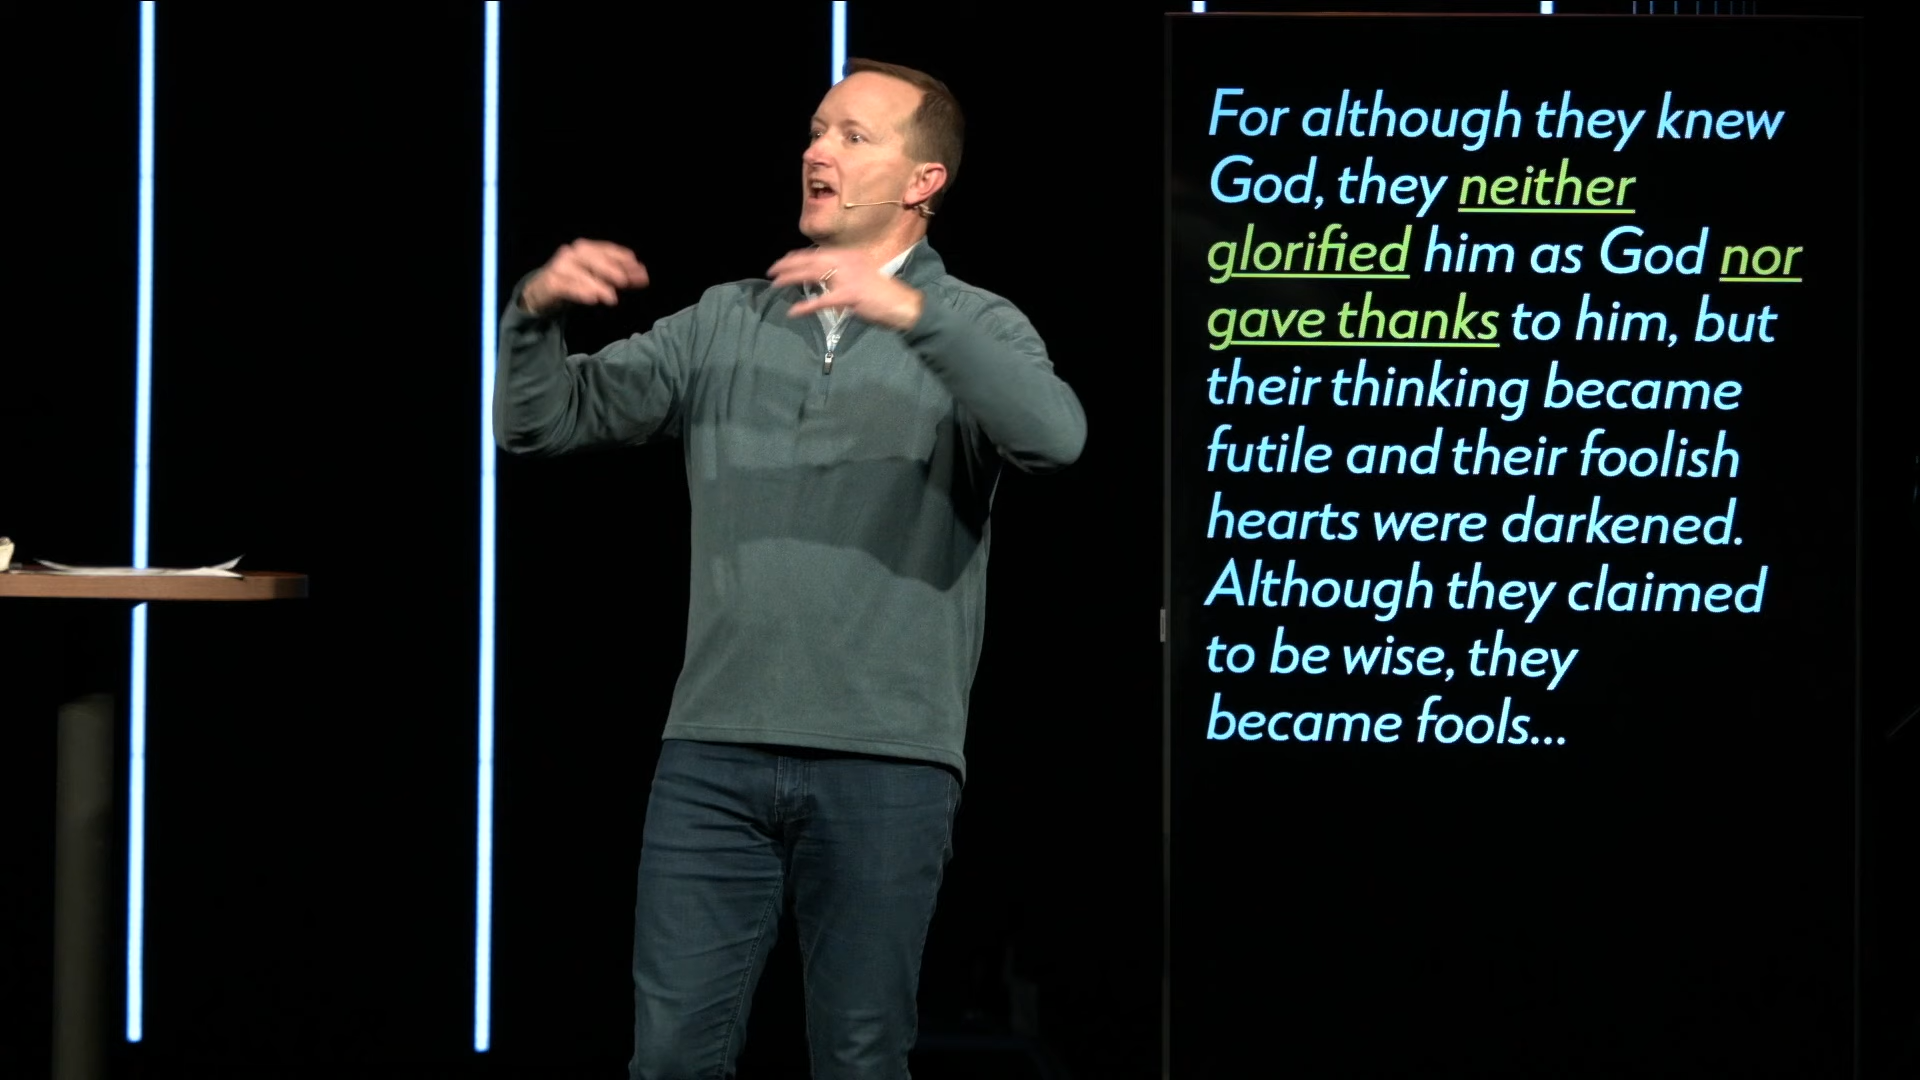 For although they knew
God, they neither
glorified him as God nor
gave thanks to him, but
their thinking became
futile and their foolish
hearts were darkened.
Although they claimed
to be wise, they
became fools...